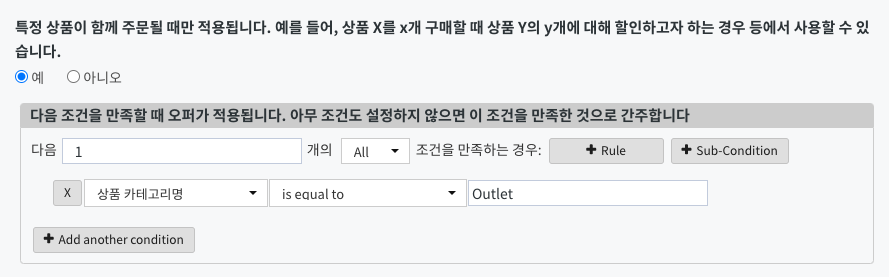 특정 상품이 함께 주문될 때만 적용됩니다. 예를 들어, 상품 X를 x개 구매할 때 상품 Y의 y개에 대해 할인하고자 하는 경우 등에서 사용할 수 있
습니다.
예 아니오
다음 조건을 만족할 때 오퍼가 적용됩니다. 아무 조건도 설정하지 않으면 이 조건을 만족한 것으로 간주합니다
다음 1 개의 All 조건을 만족하는 경우: + Rule + Sub-Condition
X 상품 카테고리명 is equal to Outlet
+ Add another condition